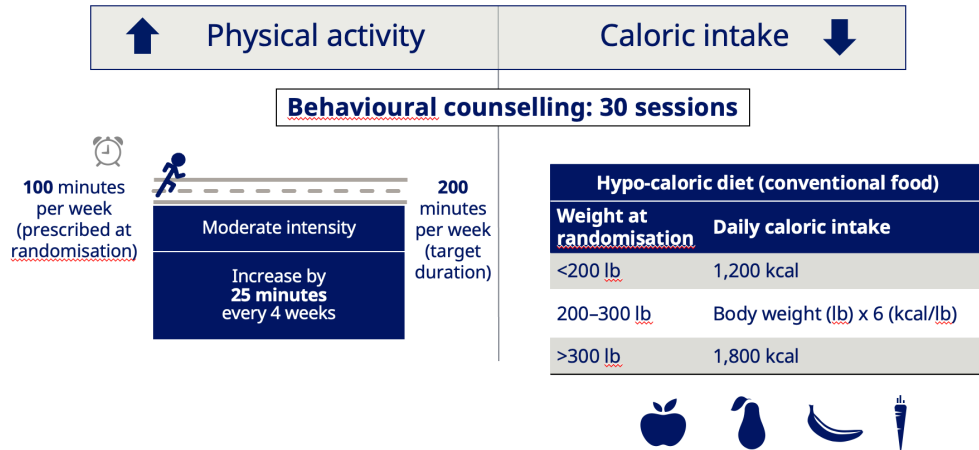 Physical activity
Caloric intake
Behavioural counselling: 30 sessions
100 minutes
per week
(prescribed at
randomisation)
Moderate intensity
Increase by
25 minutes
every 4 weeks
200
minutes
per week
(target
duration)
Hypo-caloric diet (conventional food)
Weight at
randomisation
Daily caloric intake
<200 lb
1,200 kcal
200–300 lb
Body weight (lb) x 6 (kcal/lb)
>300 lb
1,800 kcal